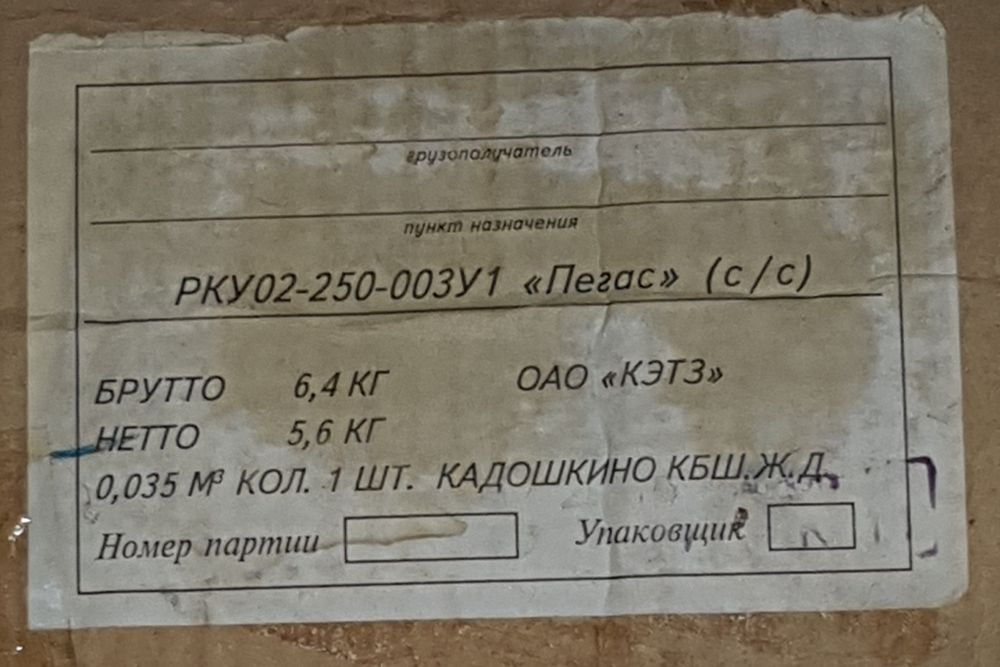 грузополучатель
пункт назначения
РКУ02-250-003У1 «Пегас» (с/с)
БРУТТО 6,4 КГ ОАО «КЭТЗ»
НЕТТО 5,6 КГ
0,035 М³ КОЛ. 1 ШТ. КАДОШКИНО КБШ.Ж.Д.
Номер партии Упаковщик